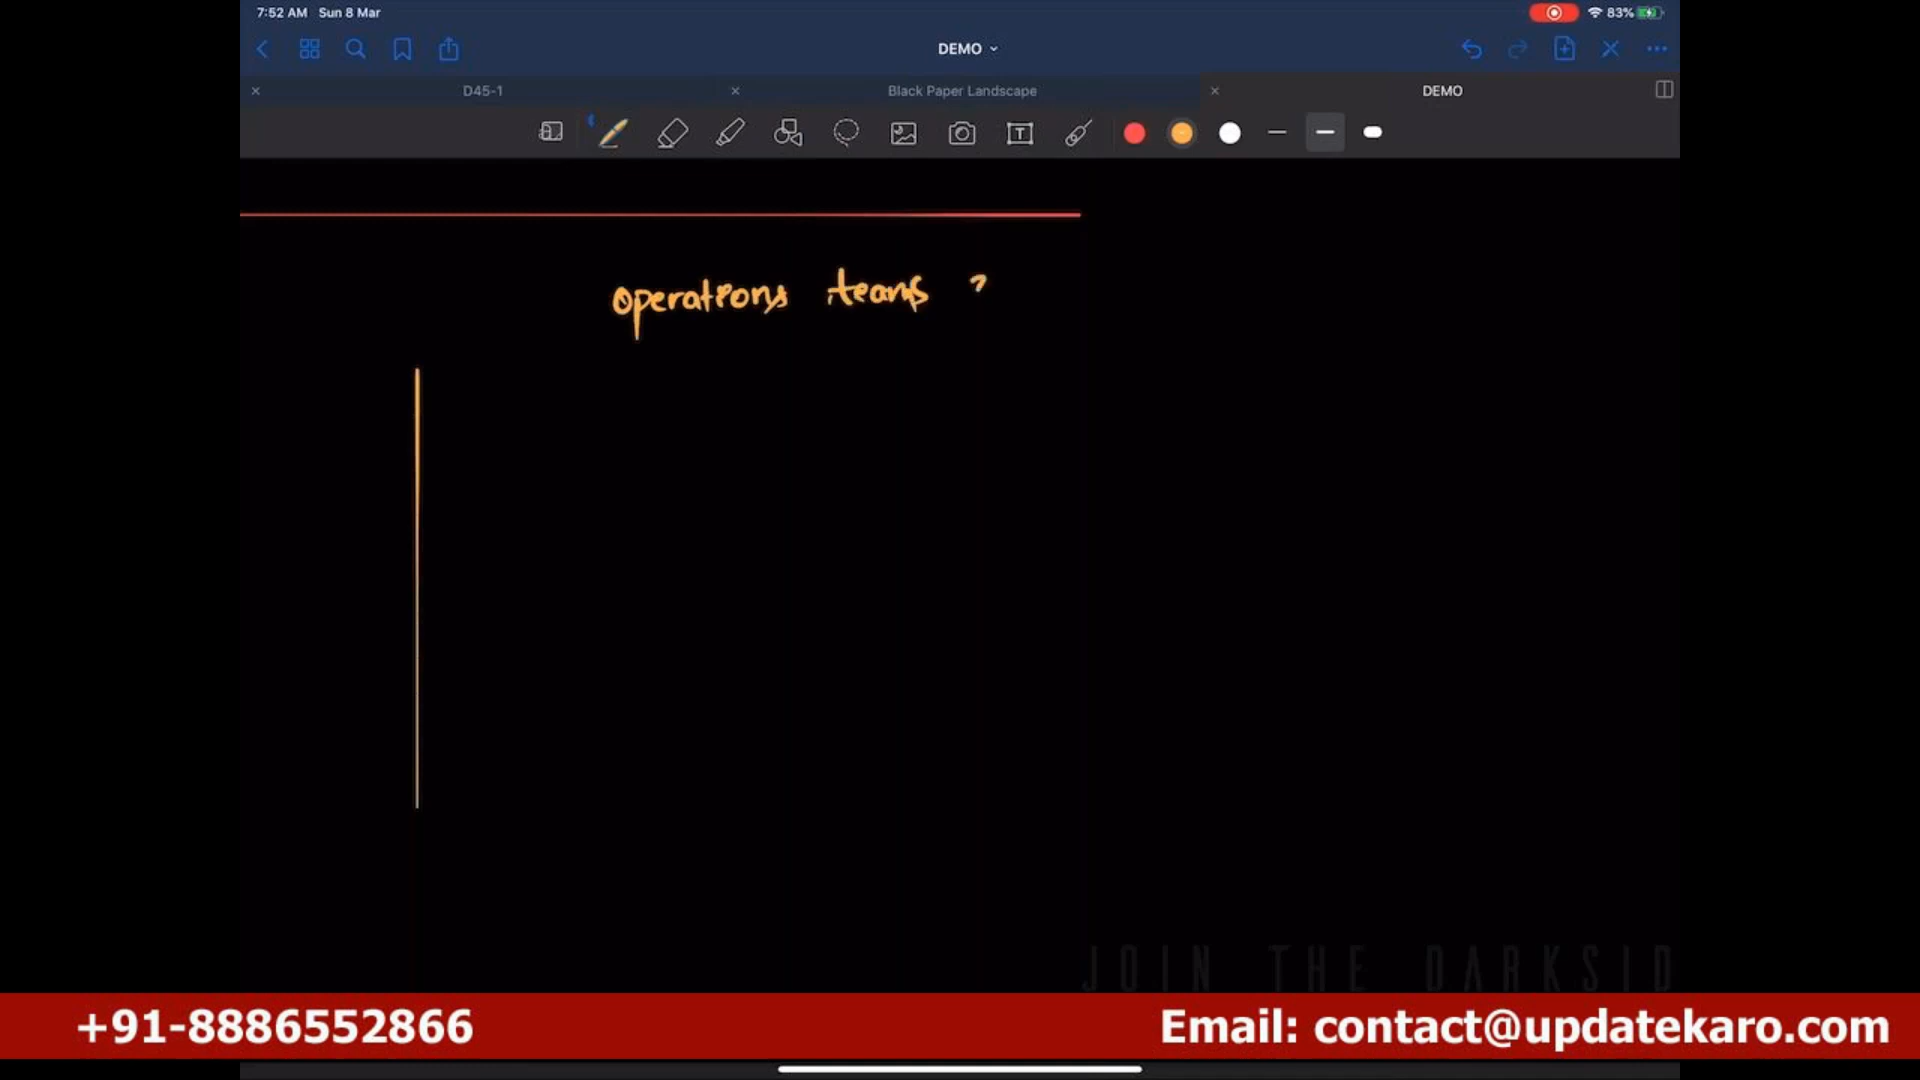 7:52 AM Sun 8 Mar
83%
DEMO
D45-1
Black Paper Landscape
DEMO
T
operations teams ?
JOIN THE DARKSID
+91-8886552866
Email: contact@updatekaro.com